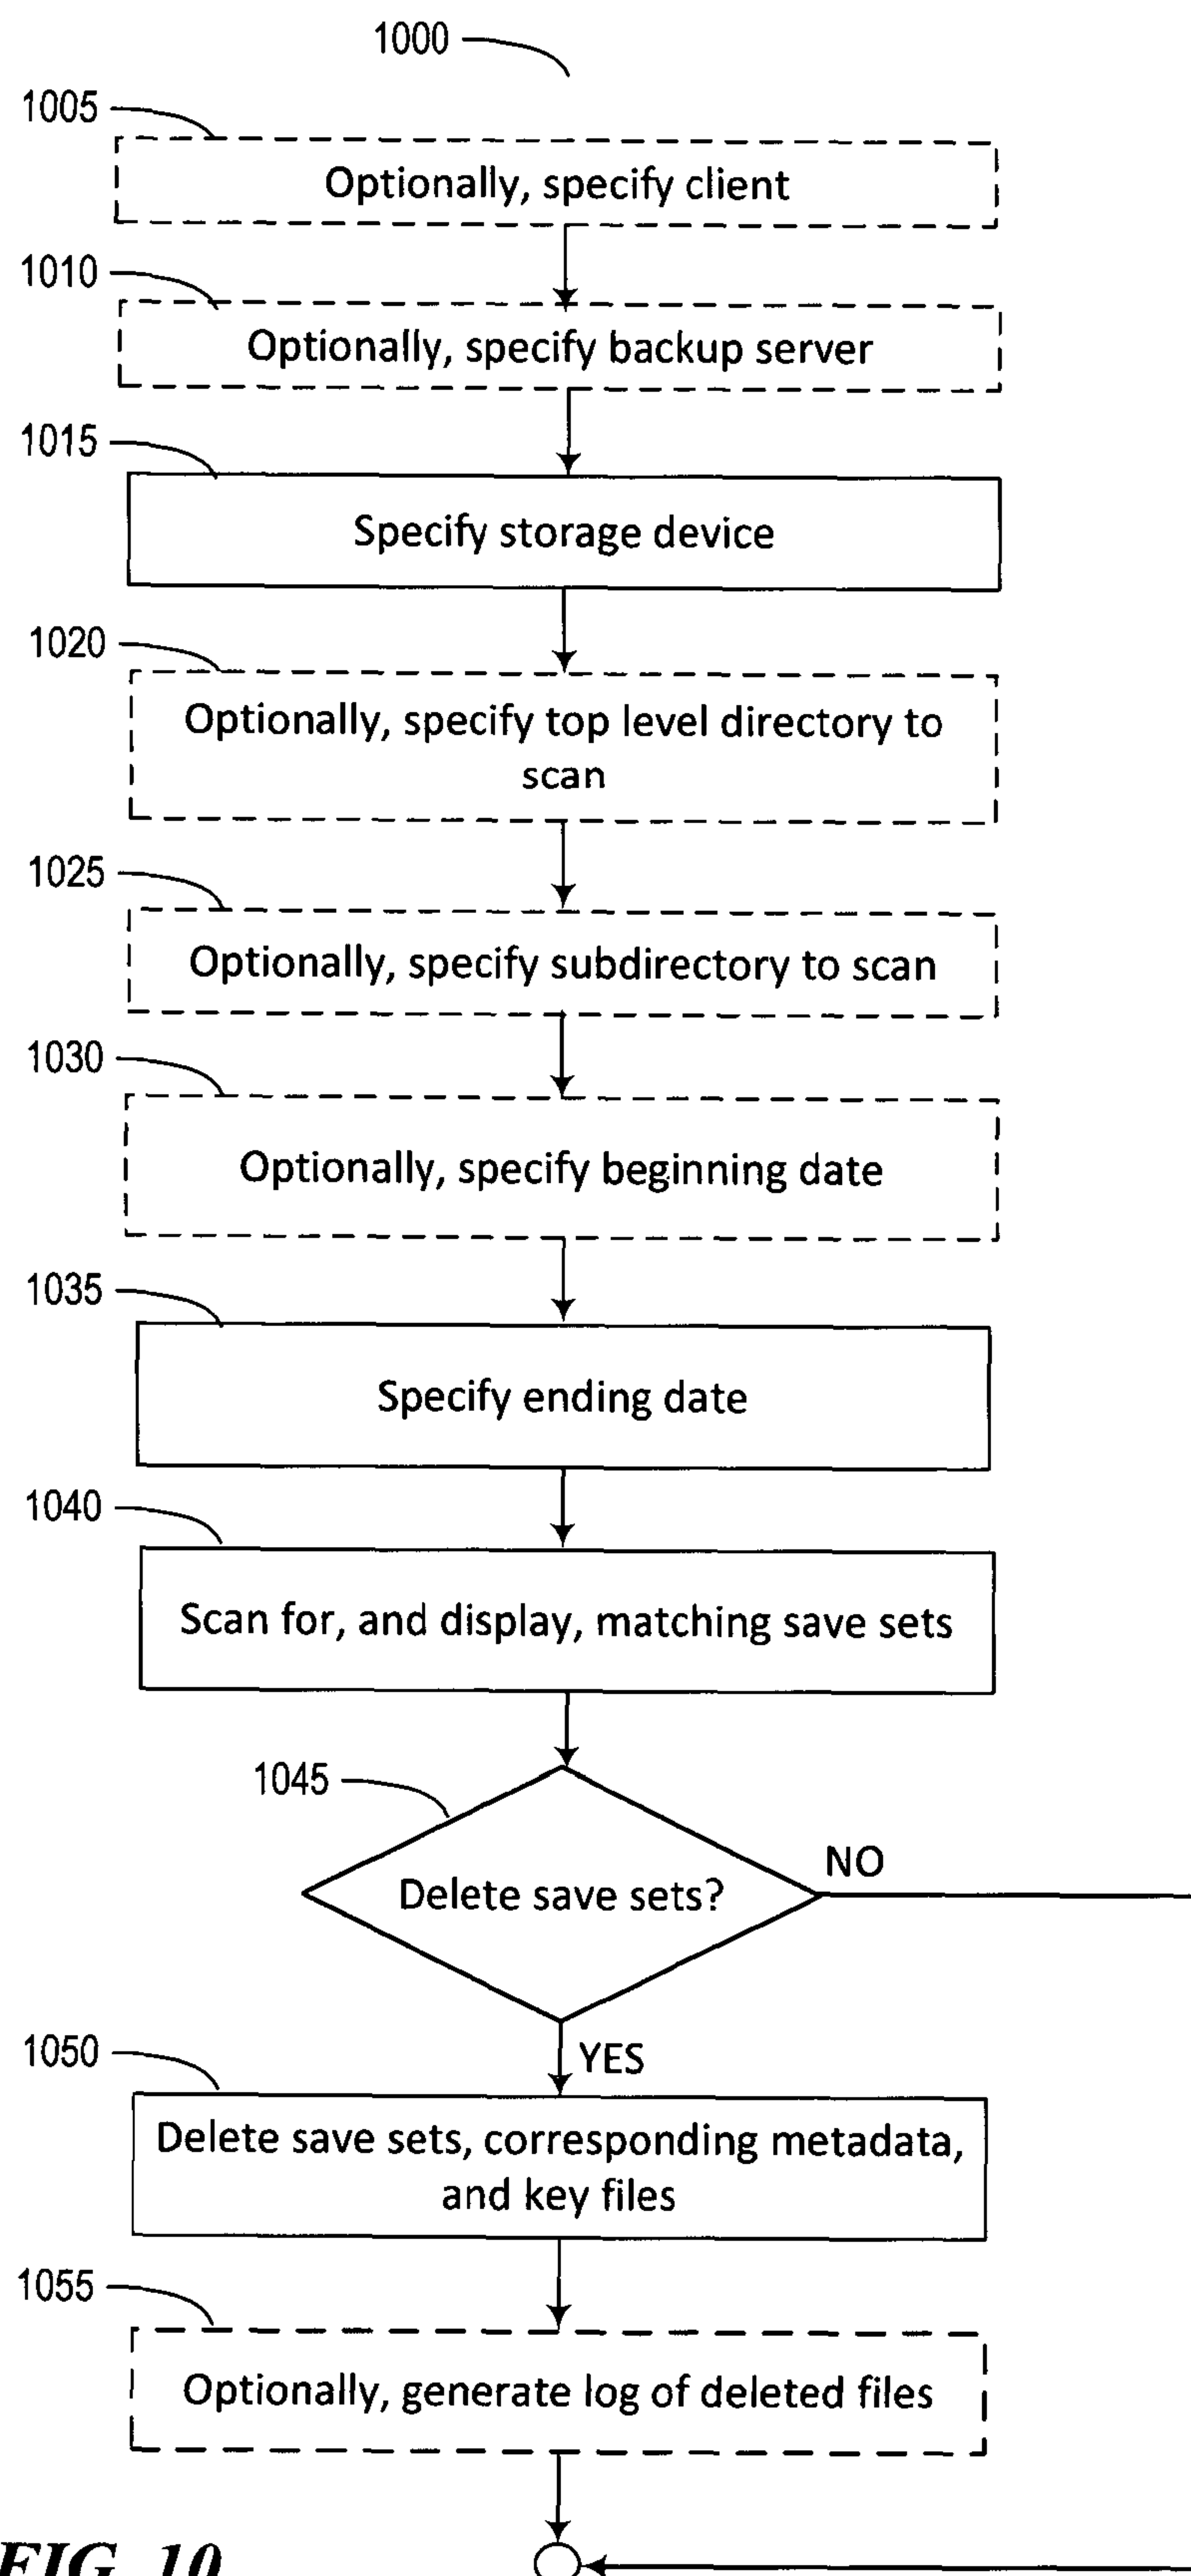 1000
1005
Optionally, specify client
1010
Optionally, specify backup server
1015
Specify storage device
1020
Optionally, specify top level directory to
scan
1025
Optionally, specify subdirectory to scan
1030
Optionally, specify beginning date
1035
Specify ending date
1040
Scan for, and display, matching save sets
1045
Delete save sets?
NO
YES
1050
Delete save sets, corresponding metadata,
and key files
1055
Optionally, generate log of deleted files
FIG. 10